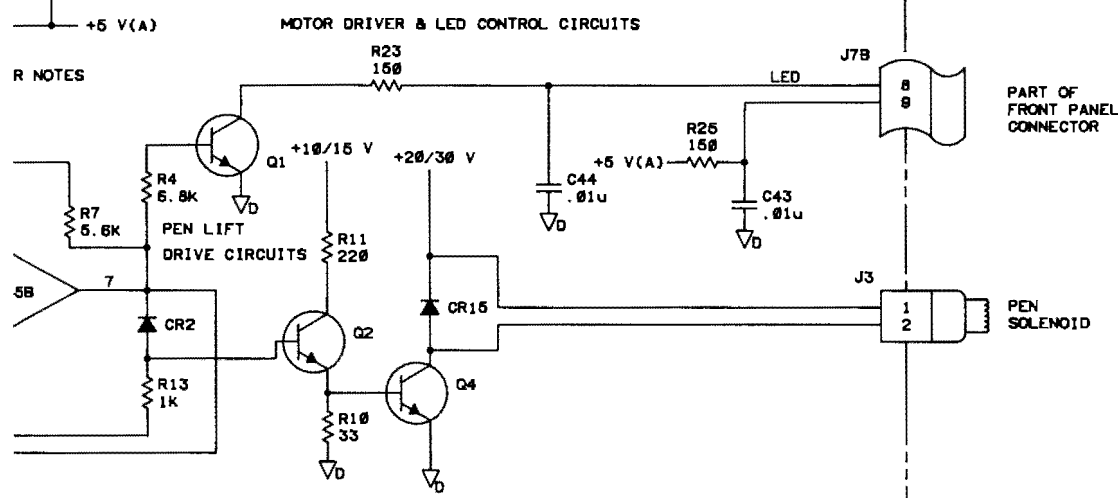 +5 V(A)
MOTOR DRIVER & LED CONTROL CIRCUITS
R NOTES
R23
150
LED
J7B
8
9
PART OF
FRONT PANEL
CONNECTOR
Q1
+10/15 V
+20/30 V
R25
150
+5 V(A)
R4
6.8K
R7
5.6K
D
C44
.01u
D
C43
.01u
D
PEN LIFT
DRIVE CIRCUITS
R11
220
5B
7
CR2
Q2
CR15
J3
1
2
PEN
SOLENOID
R13
1K
Q4
R10
33
D
D